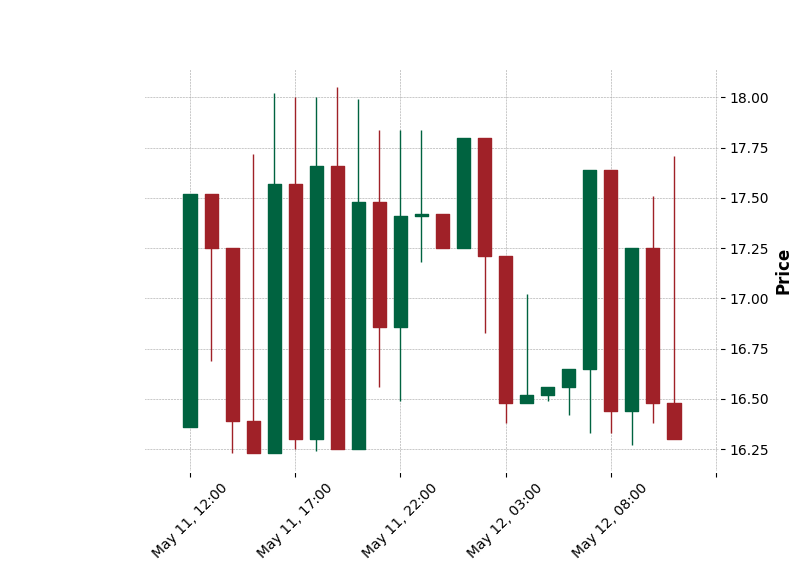 18.00
17.75
17.50
17.25
17.00
16.75
16.50
16.25
Price
May 11, 12:00
May 11, 17:00
May 11, 22:00
May 12, 03:00
May 12, 08:00